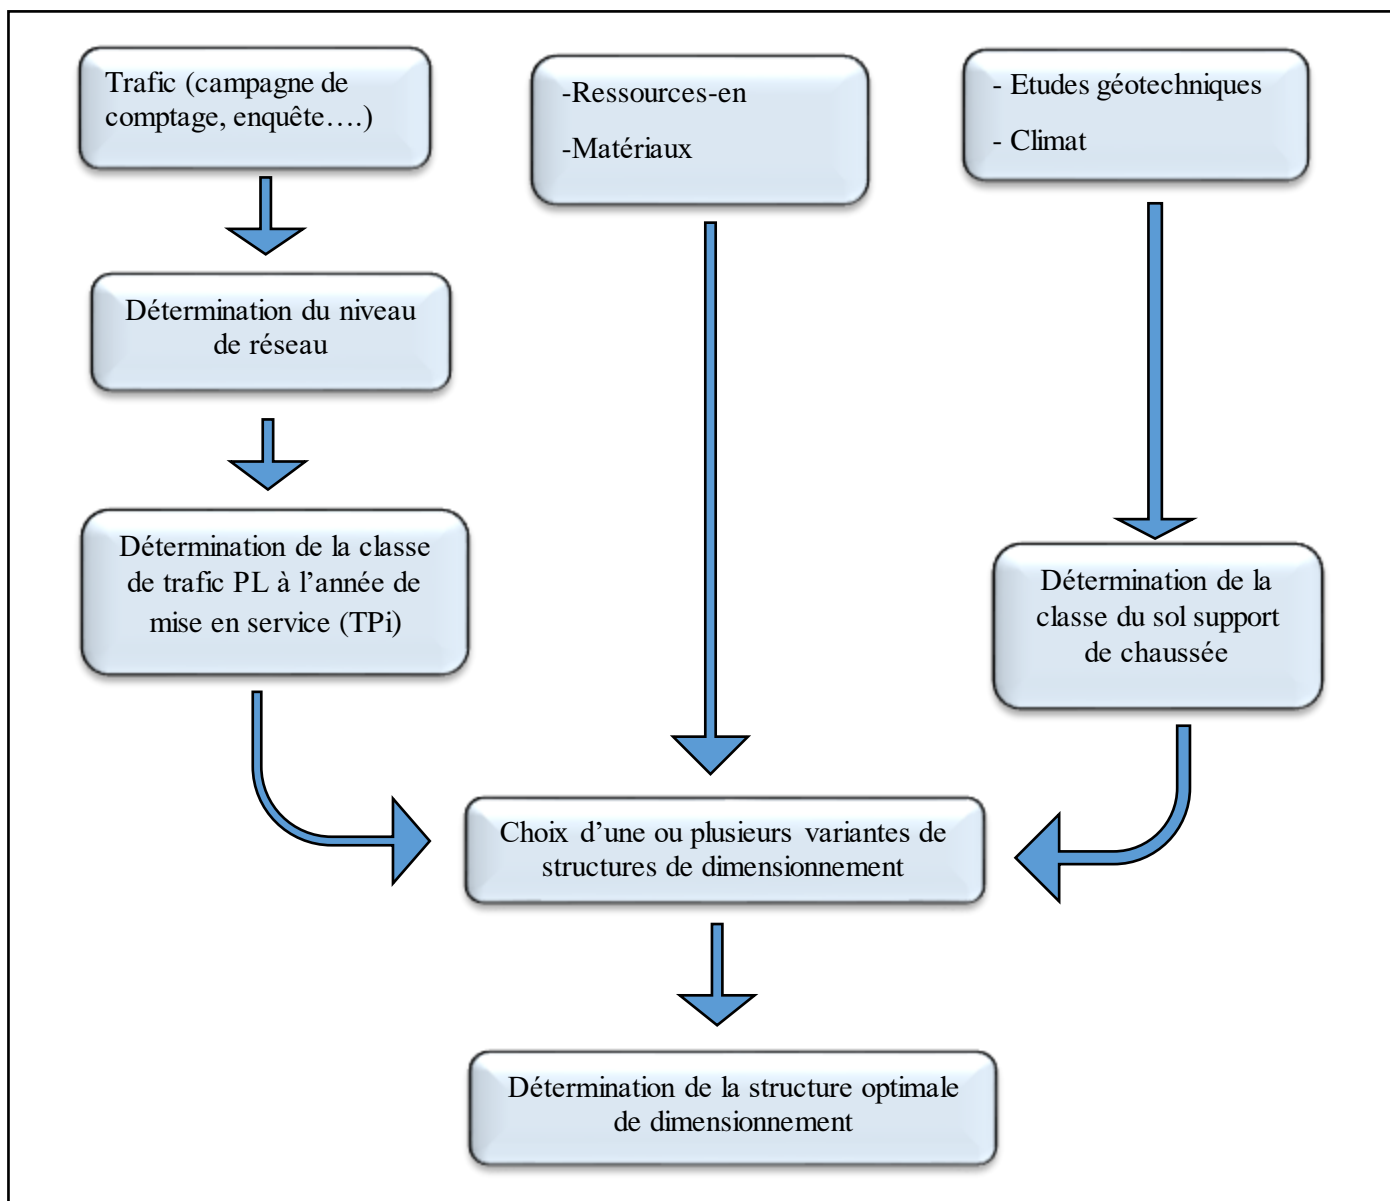 Trafic (campagne de
comptage, enquête….)
-Ressources-en
-Matériaux
- Etudes géotechniques
- Climat
Détermination du niveau
de réseau
Détermination de la classe
de trafic PL à l’année de
mise en service (TPi)
Détermination de la
classe du sol support
de chaussée
Choix d’une ou plusieurs variantes de
structures de dimensionnement
Détermination de la structure optimale
de dimensionnement